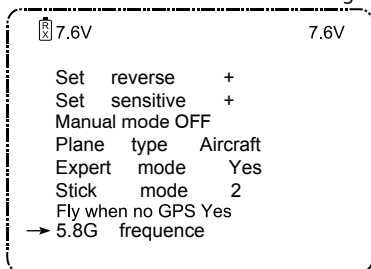 RX 7.6V 7.6V
Set reverse +
Set sensitive +
Manual mode OFF
Plane type Aircraft
Expert mode Yes
Stick mode 2
Fly when no GPS Yes
→ 5.8G frequence